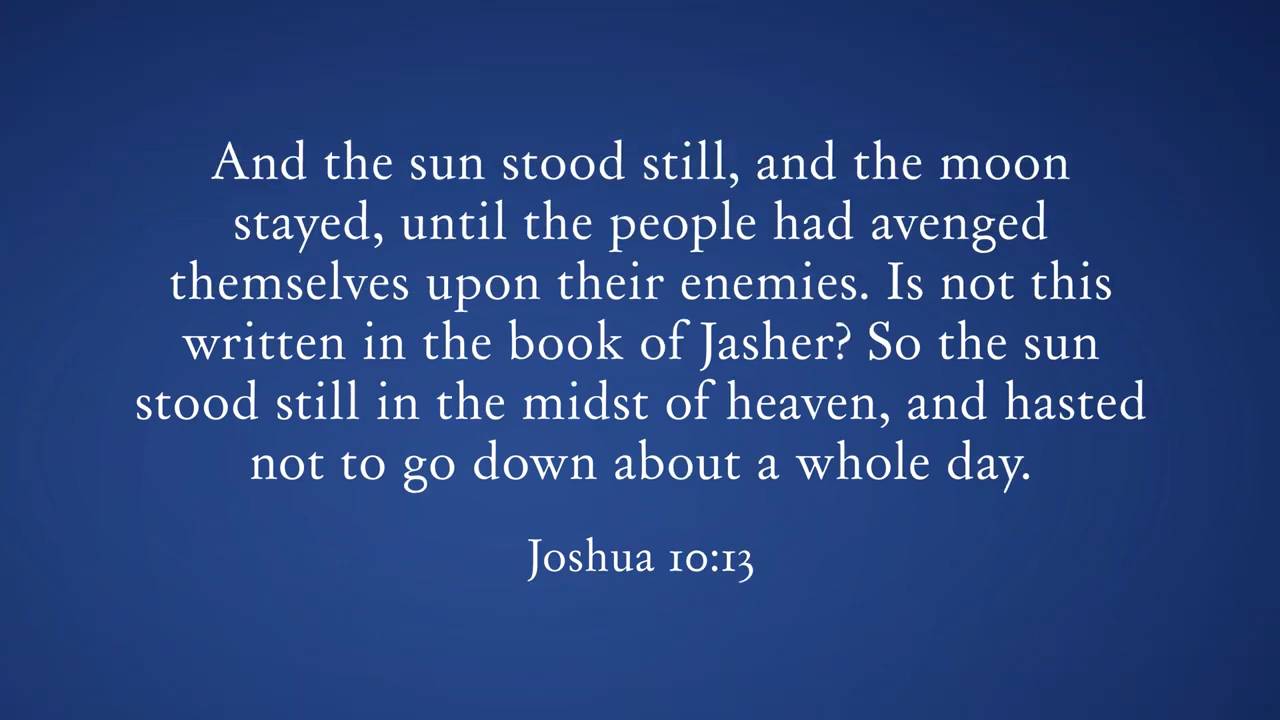 And the sun stood still, and the moon
stayed, until the people had avenged
themselves upon their enemies. Is not this
written in the book of Jasher? So the sun
stood still in the midst of heaven, and hasted
not to go down about a whole day.
Joshua 10:13